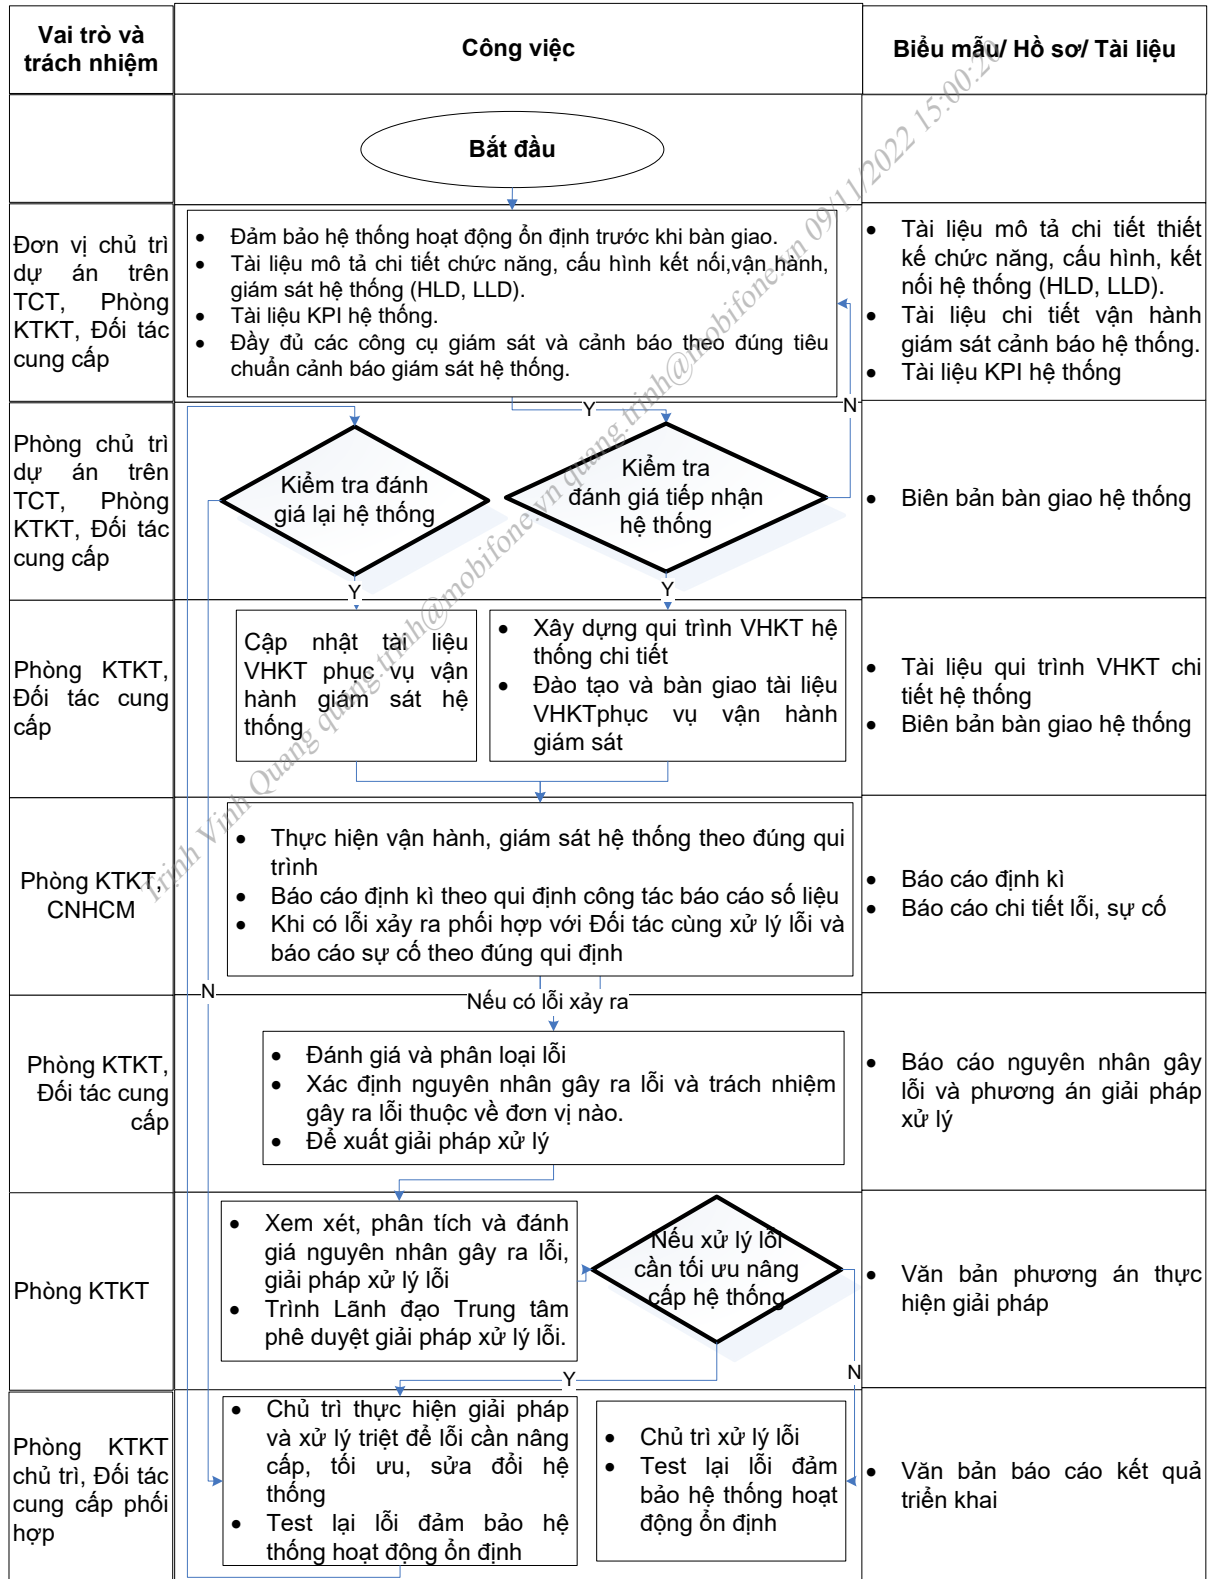 Vai trò và
trách nhiệm
Công việc
Biểu mẫu/ Hồ sơ/ Tài liệu
Bắt đầu
Đơn vị chủ trì
dự án trên
TCT, Phòng
KTKT, Đối tác
cung cấp
• Đảm bảo hệ thống hoạt động ổn định trước khi bàn giao.
• Tài liệu mô tả chi tiết chức năng, cấu hình kết nối,vận hành,
giám sát hệ thống (HLD, LLD).
• Tài liệu KPI hệ thống.
• Đầy đủ các công cụ giám sát và cảnh báo theo đúng tiêu
chuẩn cảnh báo giám sát hệ thống.
• Tài liệu mô tả chi tiết thiết
kế chức năng, cấu hình, kết
nối hệ thống (HLD, LLD).
• Tài liệu chi tiết vận hành
giám sát cảnh báo hệ thống.
• Tài liệu KPI hệ thống
Y
N
Phòng chủ trì
dự án trên
TCT, Phòng
KTKT, Đối tác
cung cấp
Kiểm tra đánh
giá lại hệ thống
Kiểm tra
đánh giá tiếp nhận
hệ thống
• Biên bản bàn giao hệ thống
Y
Y
Phòng KTKT,
Đối tác cung
cấp
Cập nhật tài liệu
VHKT phục vụ vận
hành giám sát hệ
thống
• Xây dựng qui trình VHKT hệ
thống chi tiết
• Đào tạo và bàn giao tài liệu
VHKTphục vụ vận hành
giám sát
• Tài liệu qui trình VHKT chi
tiết hệ thống
• Biên bản bàn giao hệ thống
Phòng KTKT,
CNHCM
• Thực hiện vận hành, giám sát hệ thống theo đúng qui
trình
• Báo cáo định kì theo qui định công tác báo cáo số liệu
• Khi có lỗi xảy ra phối hợp với Đối tác cùng xử lý lỗi và
báo cáo sự cố theo đúng qui định
• Báo cáo định kì
• Báo cáo chi tiết lỗi, sự cố
N
Nếu có lỗi xảy ra
Phòng KTKT,
Đối tác cung
cấp
• Đánh giá và phân loại lỗi
• Xác định nguyên nhân gây ra lỗi và trách nhiệm
gây ra lỗi thuộc về đơn vị nào.
• Để xuất giải pháp xử lý
• Báo cáo nguyên nhân gây
lỗi và phương án giải pháp
xử lý
Phòng KTKT
• Xem xét, phân tích và đánh
giá nguyên nhân gây ra lỗi,
giải pháp xử lý lỗi
• Trình Lãnh đạo Trung tâm
phê duyệt giải pháp xử lý lỗi.
Nếu xử lý lỗi
cần tối ưu nâng
cấp hệ thống
• Văn bản phương án thực
hiện giải pháp
Y
N
Phòng KTKT
chủ trì, Đối tác
cung cấp phối
hợp
• Chủ trì thực hiện giải pháp
và xử lý triệt để lỗi cần nâng
cấp, tối ưu, sửa đổi hệ
thống
• Test lại lỗi đảm bảo hệ
thống hoạt động ổn định
• Chủ trì xử lý lỗi
• Test lại lỗi đảm
bảo hệ thống hoạt
động ổn định
• Văn bản báo cáo kết quả
triển khai
Trịnh Vinh Quang quang.trinh@mobifone.vn quang.trinh@mobifone.vn 09/11/2022 15:00:20